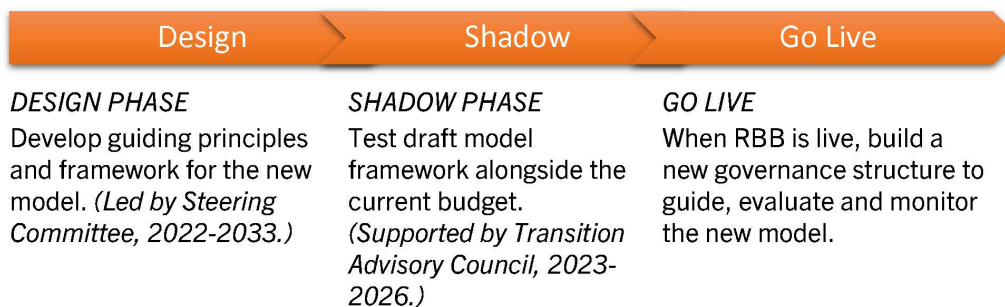 Design
Shadow
Go Live
DESIGN PHASE
Develop guiding principles
and framework for the new
model. (Led by Steering
Committee, 2022-2033.)
SHADOW PHASE
Test draft model
framework alongside the
current budget.
(Supported by Transition
Advisory Council, 2023-
2026.)
GO LIVE
When RBB is live, build a
new governance structure to
guide, evaluate and monitor
the new model.